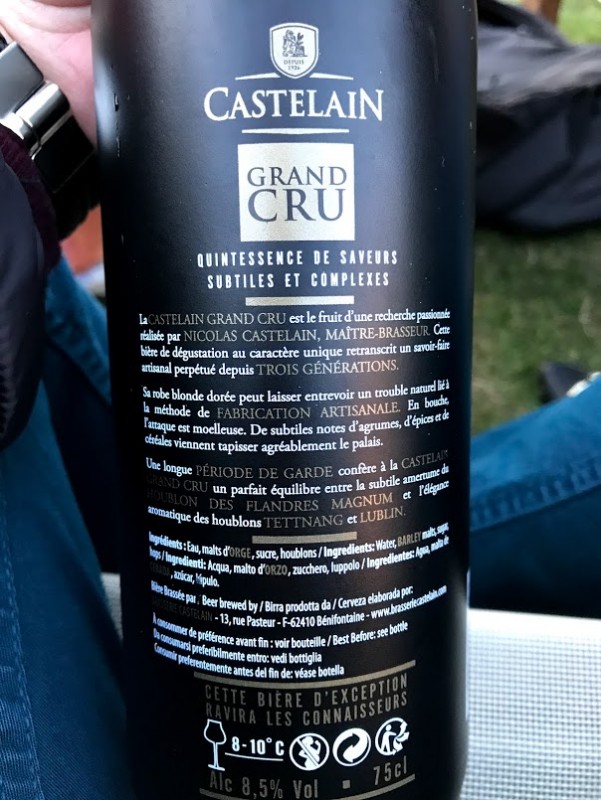 DEPUIS
1926
CASTELAIN
GRAND
CRU
QUINTESSENCE DE SAVEURS
SUBTILES ET COMPLEXES
La CASTELAIN GRAND CRU est le fruit d'une recherche passionnée
réalisée par NICOLAS CASTELAIN, MAÎTRE-BRASSEUR. Cette
bière de dégustation au caractère unique retranscrit un savoir-faire
artisanal perpétué depuis TROIS GÉNÉRATIONS.
Sa robe blonde dorée peut laisser entrevoir un trouble naturel lié à
la méthode de FABRICATION ARTISANALE. En bouche,
l'attaque est moelleuse. De subtiles notes d'agrumes, d'épices et de
céréales viennent tapisser agréablement le palais.
Une longue PÉRIODE DE GARDE confère à la CASTELAIN
GRAND CRU un parfait équilibre entre la subtile amertume du
HOUBLON DES FLANDRES MAGNUM et l'élégance
aromatique des houblons TETTNANG et LUBLIN.
Ingrédients : Eau, malts d'ORGE, sucre, houblons / Ingredients: Water, BARLEY malts, sugar,
hops / Ingredienti: Acqua, malto d'ORZO, zucchero, luppolo / Ingredientes: Agua, malta de
CEBADA, azúcar, lúpulo.
Bière Brassée par / Beer brewed by / Birra prodotta da / Cerveza elaborada por:
BRASSERIE CASTELAIN - 13, rue Pasteur - F-62410 Bénifontaine - www.brasseriecastelain.com
À consommer de préférence avant fin : voir bouteille / Best Before: see bottle
Da consumarsi preferibilmente entro: vedi bottiglia
Consumir preferentemente antes del fin de: véase botella
CETTE BIÈRE D'EXCEPTION
RAVIRA LES CONNAISSEURS
8-10°C
Alc 8,5% Vol ▪ 75cl